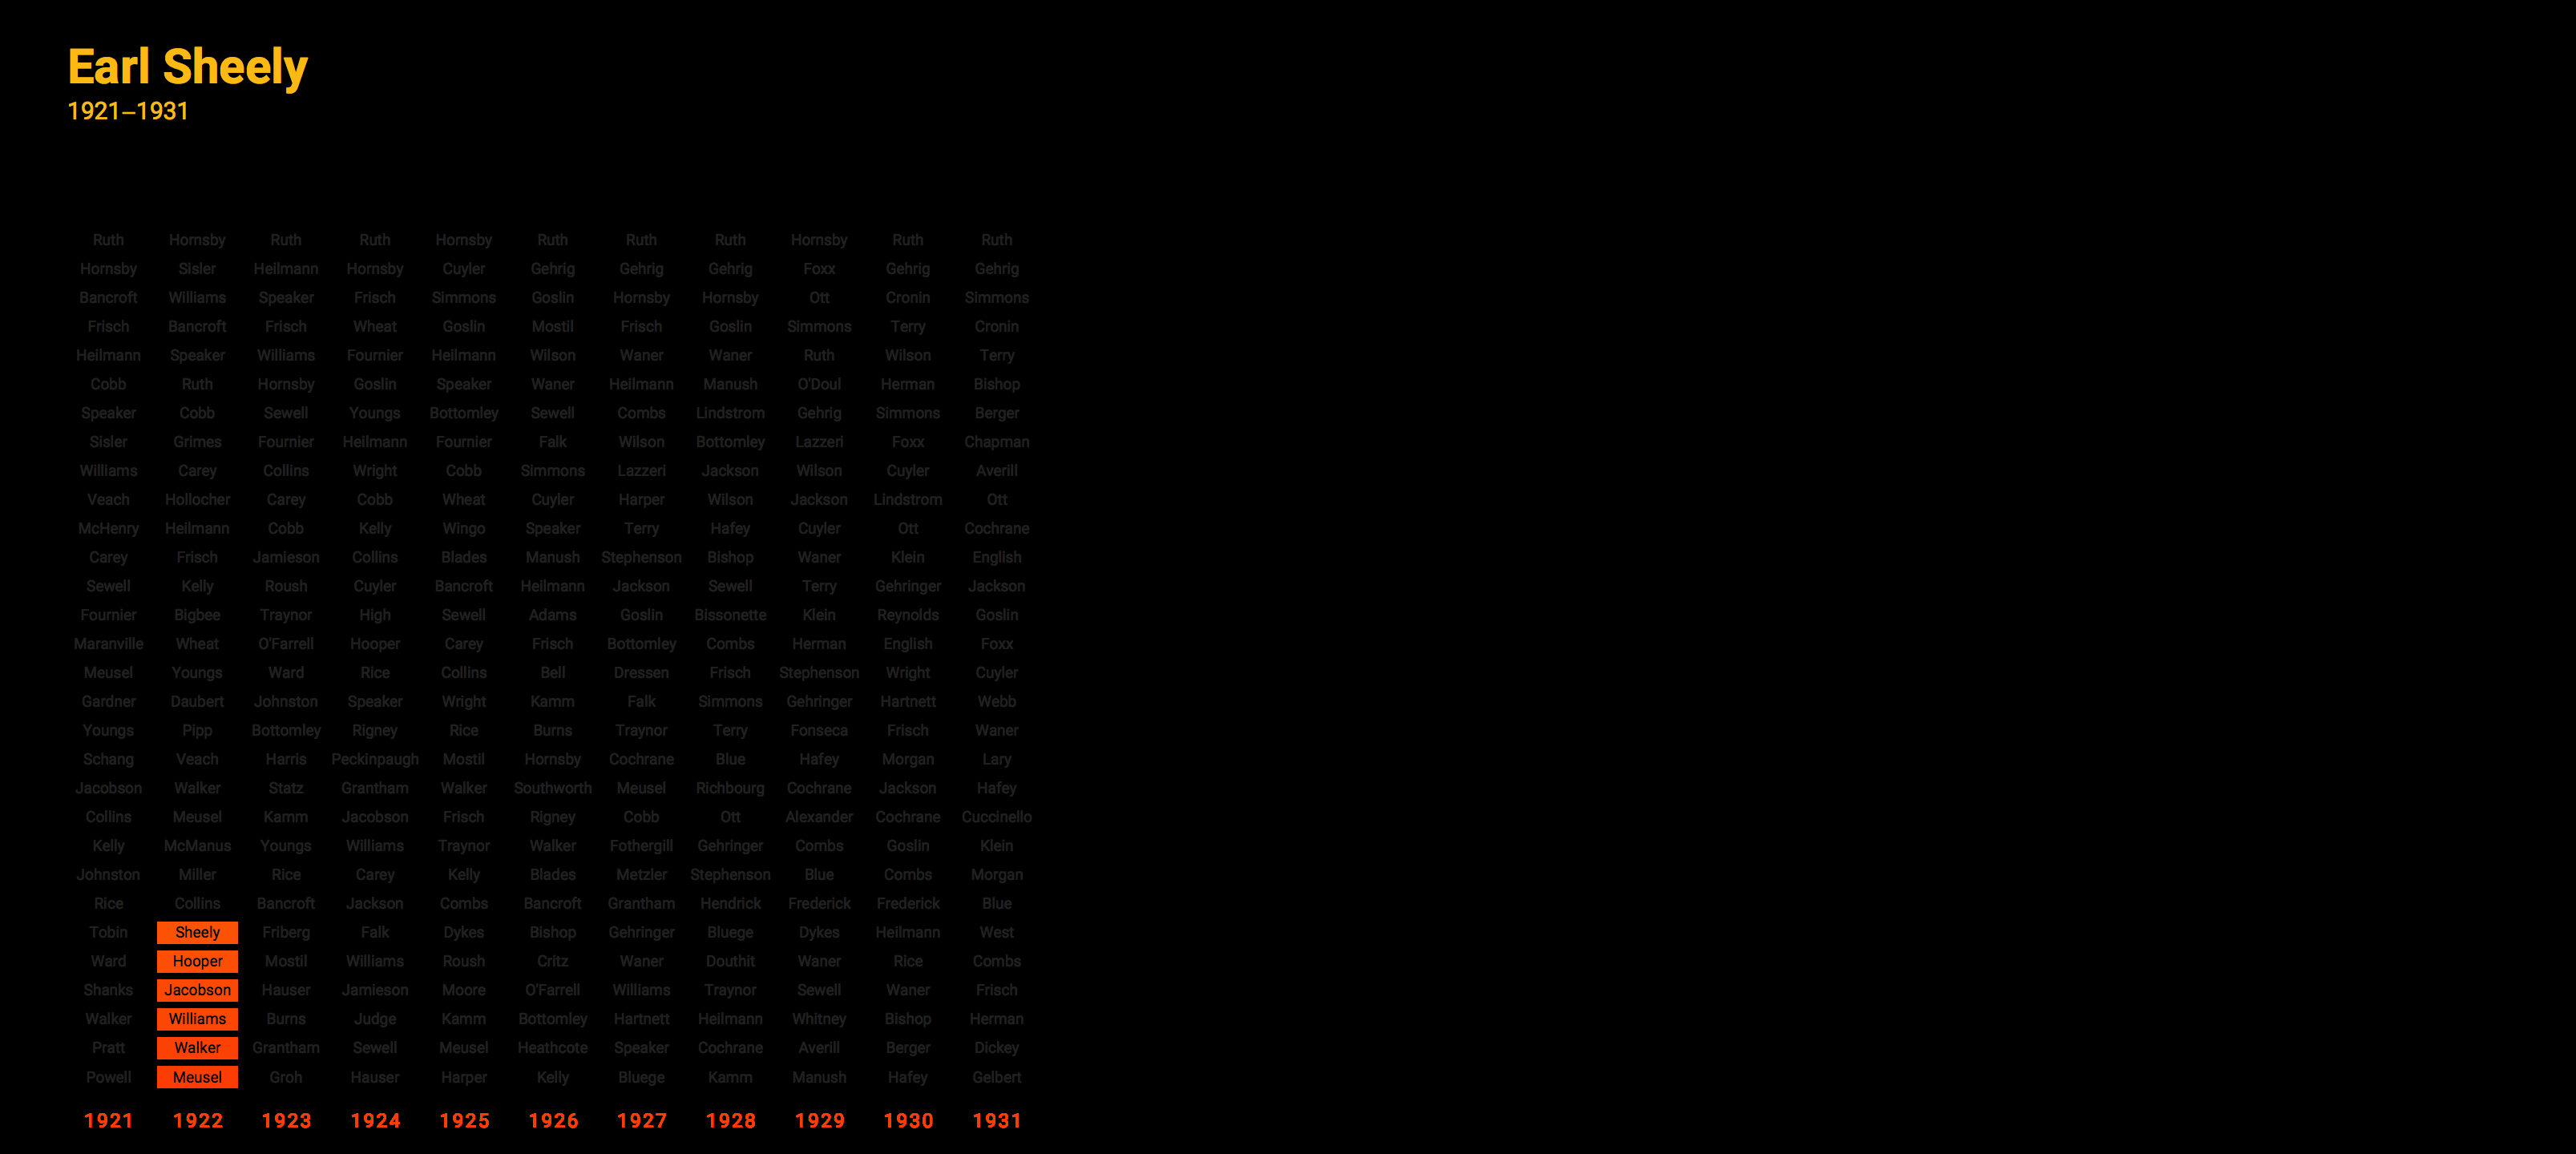 Earl Sheely
1921–1931
Ruth Hornsby Ruth Ruth Hornsby Ruth Ruth Ruth Hornsby Ruth Ruth
Hornsby Sisler Heilmann Hornsby Cuyler Gehrig Gehrig Gehrig Foxx Gehrig Gehrig
Bancroft Williams Speaker Frisch Simmons Goslin Hornsby Hornsby Ott Cronin Simmons
Frisch Bancroft Frisch Wheat Goslin Mostil Frisch Goslin Simmons Terry Cronin
Heilmann Speaker Williams Fournier Heilmann Wilson Waner Waner Ruth Wilson Terry
Cobb Ruth Hornsby Goslin Speaker Waner Heilmann Manush O'Doul Herman Bishop
Speaker Cobb Sewell Youngs Bottomley Sewell Combs Lindstrom Gehrig Simmons Berger
Sisler Grimes Fournier Heilmann Fournier Falk Wilson Bottomley Lazzeri Foxx Chapman
Williams Carey Collins Wright Cobb Simmons Lazzeri Jackson Wilson Cuyler Averill
Veach Hollocher Carey Cobb Wheat Cuyler Harper Wilson Jackson Lindstrom Ott
McHenry Heilmann Cobb Kelly Wingo Speaker Terry Hafey Cuyler Ott Cochrane
Carey Frisch Jamieson Collins Blades Manush Stephenson Bishop Waner Klein English
Sewell Kelly Roush Cuyler Bancroft Heilmann Jackson Sewell Terry Gehringer Jackson
Fournier Bigbee Traynor High Sewell Adams Goslin Bissonette Klein Reynolds Goslin
Maranville Wheat O'Farrell Hooper Carey Frisch Bottomley Combs Herman English Foxx
Meusel Youngs Ward Rice Collins Bell Dressen Frisch Stephenson Wright Cuyler
Gardner Daubert Johnston Speaker Wright Kamm Falk Simmons Gehringer Hartnett Webb
Youngs Pipp Bottomley Rigney Rice Burns Traynor Terry Fonseca Frisch Waner
Schang Veach Harris Peckinpaugh Mostil Hornsby Cochrane Blue Hafey Morgan Lary
Jacobson Walker Statz Grantham Walker Southworth Meusel Richbourg Cochrane Jackson Hafey
Collins Meusel Kamm Jacobson Frisch Rigney Cobb Ott Alexander Cochrane Cuccinello
Kelly McManus Youngs Williams Traynor Walker Fothergill Gehringer Combs Goslin Klein
Johnston Miller Rice Carey Kelly Blades Metzler Stephenson Blue Combs Morgan
Rice Collins Bancroft Jackson Combs Bancroft Grantham Hendrick Frederick Frederick Blue
Tobin Sheely Friberg Falk Dykes Bishop Gehringer Bluege Dykes Heilmann West
Ward Hooper Mostil Williams Roush Critz Waner Douthit Waner Rice Combs
Shanks Jacobson Hauser Jamieson Moore O'Farrell Williams Traynor Sewell Waner Frisch
Walker Williams Burns Judge Kamm Bottomley Hartnett Heilmann Whitney Bishop Herman
Pratt Walker Grantham Sewell Meusel Heathcote Speaker Cochrane Averill Berger Dickey
Powell Meusel Groh Hauser Harper Kelly Bluege Kamm Manush Hafey Gelbert
1921 1922 1923 1924 1925 1926 1927 1928 1929 1930 1931